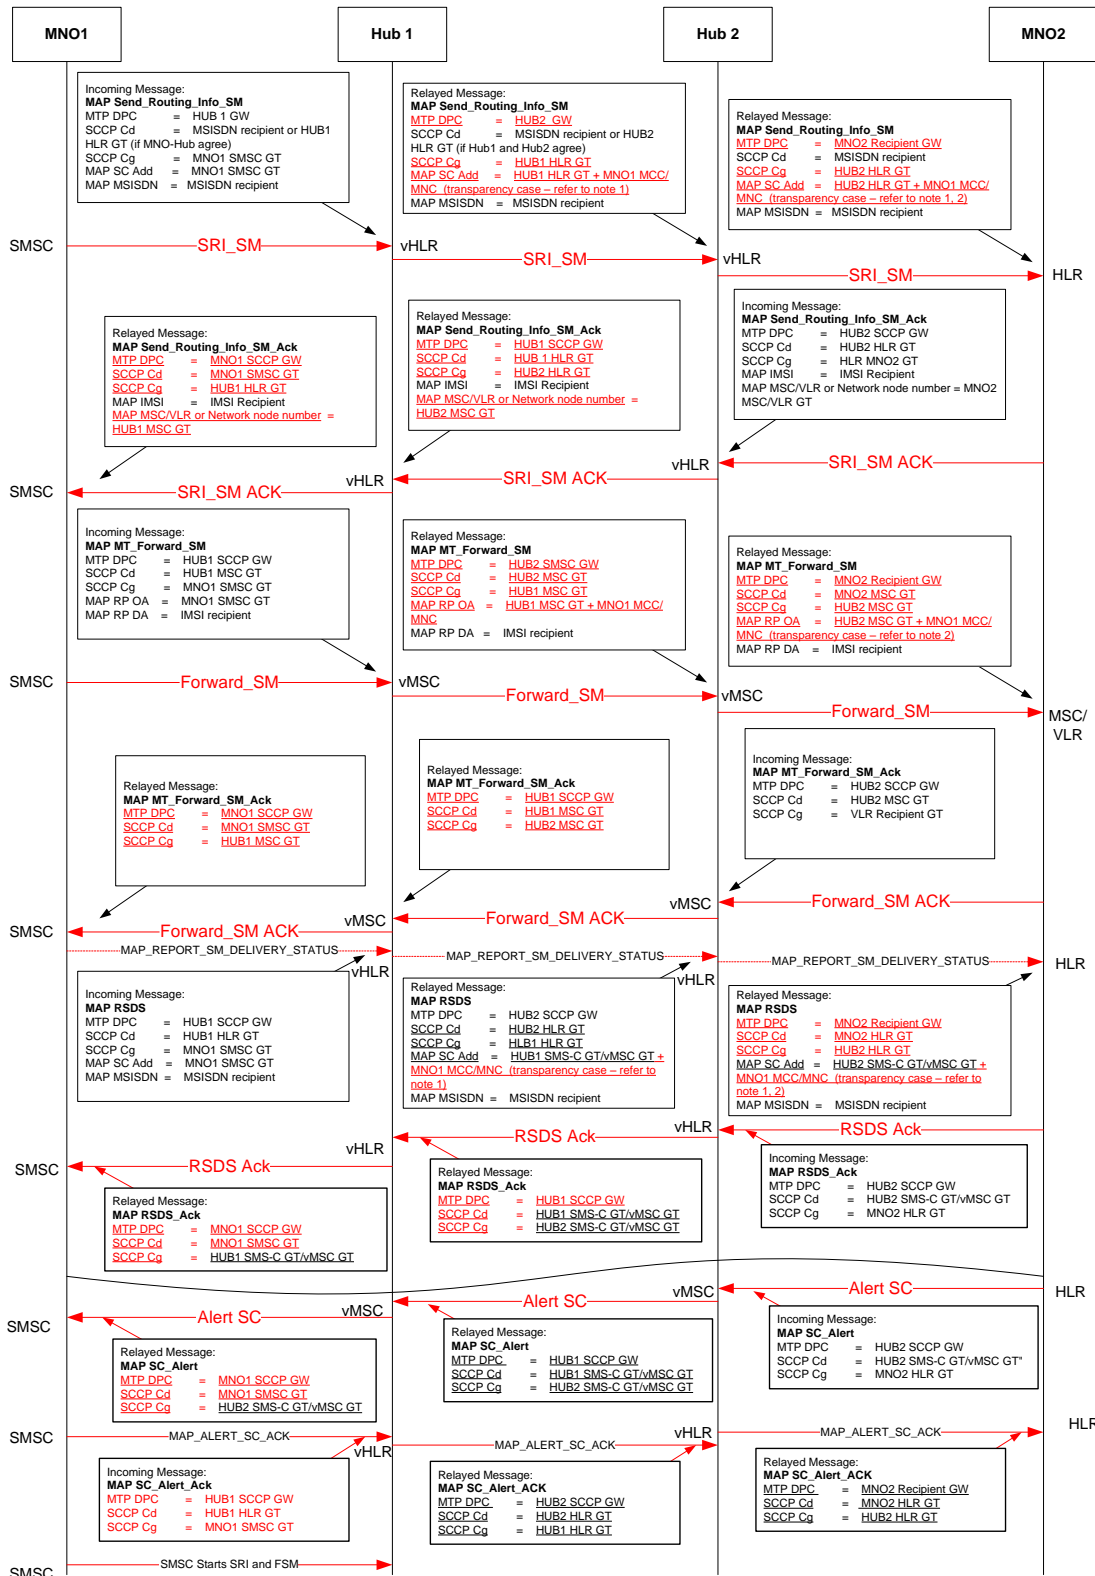 MNO1
Hub 1
Hub 2
MNO2
Incoming Message:
MAP Send_Routing_Info_SM
MTP DPC = HUB 1 GW
SCCP Cd = MSISDN recipient or HUB1
HLR GT (if MNO-Hub agree)
SCCP Cg = MNO1 SMSC GT
MAP SC Add = MNO1 SMSC GT
MAP MSISDN = MSISDN recipient
Relayed Message:
MAP Send_Routing_Info_SM
MTP DPC = HUB2 GW
SCCP Cd = MSISDN recipient or HUB2
HLR GT (if Hub1 and Hub2 agree)
SCCP Cg = HUB1 HLR GT
MAP SC Add = HUB1 HLR GT + MNO1 MCC/
MNC (transparency case – refer to note 1)
MAP MSISDN = MSISDN recipient
Relayed Message:
MAP Send_Routing_Info_SM
MTP DPC = MNO2 Recipient GW
SCCP Cd = MSISDN recipient
SCCP Cg = HUB2 HLR GT
MAP SC Add = HUB2 HLR GT + MNO1 MCC/
MNC (transparency case – refer to note 1, 2)
MAP MSISDN = MSISDN recipient
SMSC
SRI_SM
vHLR
SRI_SM
vHLR
SRI_SM
HLR
Relayed Message:
MAP Send_Routing_Info_SM_Ack
MTP DPC = MNO1 SCCP GW
SCCP Cd = MNO1 SMSC GT
SCCP Cg = HUB1 HLR GT
MAP IMSI = IMSI Recipient
MAP MSC/VLR or Network node number =
HUB1 MSC GT
Relayed Message:
MAP Send_Routing_Info_SM_Ack
MTP DPC = HUB1 SCCP GW
SCCP Cd = HUB 1 HLR GT
SCCP Cg = HUB2 HLR GT
MAP IMSI = IMSI Recipient
MAP MSC/VLR or Network node number =
HUB2 MSC GT
Incoming Message:
MAP Send_Routing_Info_SM_Ack
MTP DPC = HUB2 SCCP GW
SCCP Cd = HUB2 HLR GT
SCCP Cg = HLR MNO2 GT
MAP IMSI = IMSI Recipient
MAP MSC/VLR or Network node number = MNO2
MSC/VLR GT
SMSC
SRI_SM ACK
vHLR
SRI_SM ACK
vHLR
SRI_SM ACK
Incoming Message:
MAP MT_Forward_SM
MTP DPC = HUB1 SCCP GW
SCCP Cd = HUB1 MSC GT
SCCP Cg = MNO1 SMSC GT
MAP RP OA = MNO1 SMSC GT
MAP RP DA = IMSI recipient
Relayed Message:
MAP MT_Forward_SM
MTP DPC = HUB2 SMSC GW
SCCP Cd = HUB2 MSC GT
SCCP Cg = HUB1 MSC GT
MAP RP OA = HUB1 MSC GT + MNO1 MCC/
MNC
MAP RP DA = IMSI recipient
Relayed Message:
MAP MT_Forward_SM
MTP DPC = MNO2 Recipient GW
SCCP Cd = MNO2 MSC GT
SCCP Cg = HUB2 MSC GT
MAP RP OA = HUB2 MSC GT + MNO1 MCC/
MNC (transparency case – refer to note 2)
MAP RP DA = IMSI recipient
SMSC
Forward_SM
vMSC
Forward_SM
vMSC
Forward_SM
MSC/
VLR
Relayed Message:
MAP MT_Forward_SM_Ack
MTP DPC = MNO1 SCCP GW
SCCP Cd = MNO1 SMSC GT
SCCP Cg = HUB1 MSC GT
Relayed Message:
MAP MT_Forward_SM_Ack
MTP DPC = HUB1 SCCP GW
SCCP Cd = HUB1 MSC GT
SCCP Cg = HUB2 MSC GT
Incoming Message:
MAP MT_Forward_SM_Ack
MTP DPC = HUB2 SCCP GW
SCCP Cd = HUB2 MSC GT
SCCP Cg = VLR Recipient GT
SMSC
Forward_SM ACK
vMSC
Forward_SM ACK
vMSC
Forward_SM ACK
MAP_REPORT_SM_DELIVERY_STATUS
vHLR
MAP_REPORT_SM_DELIVERY_STATUS
vHLR
MAP_REPORT_SM_DELIVERY_STATUS
HLR
Incoming Message:
MAP RSDS
MTP DPC = HUB1 SCCP GW
SCCP Cd = HUB1 HLR GT
SCCP Cg = MNO1 SMSC GT
MAP SC Add = MNO1 SMSC GT
MAP MSISDN = MSISDN recipient
Relayed Message:
MAP RSDS
MTP DPC = HUB2 SCCP GW
SCCP Cd = HUB2 HLR GT
SCCP Cg = HLB1 HLR GT
MAP SC Add = HUB1 SMS-C GT/vMSC GT +
MNO1 MCC/MNC (transparency case – refer to
note 1)
MAP MSISDN = MSISDN recipient
Relayed Message:
MAP RSDS
MTP DPC = MNO2 Recipient GW
SCCP Cd = MNO2 HLR GT
SCCP Cg = HUB2 HLR GT
MAP SC Add = HUB2 SMS-C GT/vMSC GT +
MNO1 MCC/MNC (transparency case – refer to
note 1, 2)
MAP MSISDN = MSISDN recipient
SMSC
RSDS Ack
vHLR
RSDS Ack
vHLR
RSDS Ack
Relayed Message:
MAP RSDS_Ack
MTP DPC = MNO1 SCCP GW
SCCP Cd = MNO1 SMSC GT
SCCP Cg = HUB1 SMS-C GT/vMSC GT
Relayed Message:
MAP RSDS_Ack
MTP DPC = HUB1 SCCP GW
SCCP Cd = HUB1 SMS-C GT/vMSC GT
SCCP Cg = HUB2 SMS-C GT/vMSC GT
Incoming Message:
MAP RSDS_Ack
MTP DPC = HUB2 SCCP GW
SCCP Cd = HUB2 SMS-C GT/vMSC GT
SCCP Cg = MNO2 HLR GT
SMSC
Alert SC
vMSC
Alert SC
vMSC
Alert SC
HLR
Relayed Message:
MAP SC_Alert
MTP DPC = MNO1 SCCP GW
SCCP Cd = MNO1 SMSC GT
SCCP Cg = HUB2 SMS-C GT/vMSC GT
Relayed Message:
MAP SC_Alert
MTP DPC = HUB1 SCCP GW
SCCP Cd = HUB1 SMS-C GT/vMSC GT
SCCP Cg = HUB2 SMS-C GT/vMSC GT
Incoming Message:
MAP SC_Alert
MTP DPC = HUB2 SCCP GW
SCCP Cd = HUB2 SMS-C GT/vMSC GT"
SCCP Cg = MNO2 HLR GT
SMSC
MAP_ALERT_SC_ACK
vHLR
MAP_ALERT_SC_ACK
vHLR
MAP_ALERT_SC_ACK
HLR
Incoming Message:
MAP SC_Alert_Ack
MTP DPC = HUB1 SCCP GW
SCCP Cd = HUB1 HLR GT
SCCP Cg = MNO1 SMSC GT
Relayed Message:
MAP SC_Alert_ACK
MTP DPC = HUB2 SCCP GW
SCCP Cd = HUB2 HLR GT
SCCP Cg = HUB1 HLR GT
Relayed Message:
MAP SC_Alert_ACK
MTP DPC = MNO2 Recipient GW
SCCP Cd = MNO2 HLR GT
SCCP Cg = HUB2 HLR GT
SMSC Starts SRI and FSM
SMSC